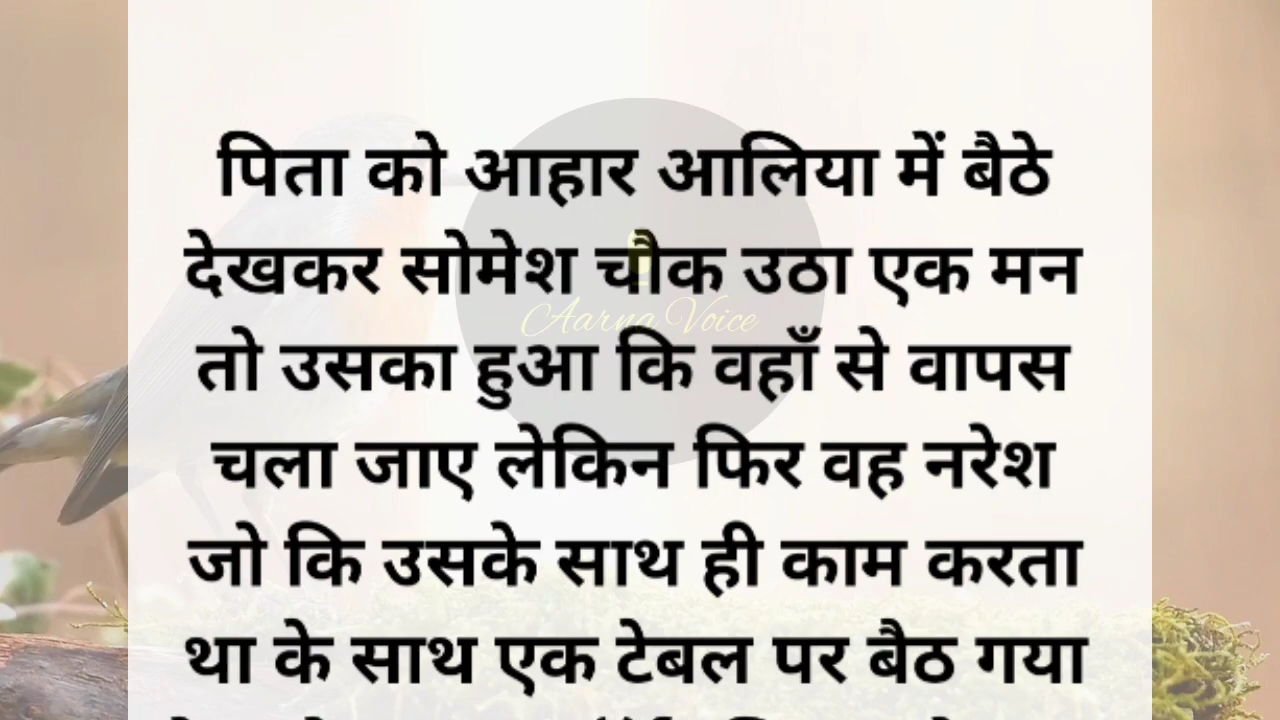 पिता को आहार आलिया में बैठे
देखकर सोमेश चौक उठा एक मन
Aarna Voice
तो उसका हुआ कि वहाँ से वापस
चला जाए लेकिन फिर वह नरेश
जो कि उसके साथ ही काम करता
था के साथ एक टेबल पर बैठ गया